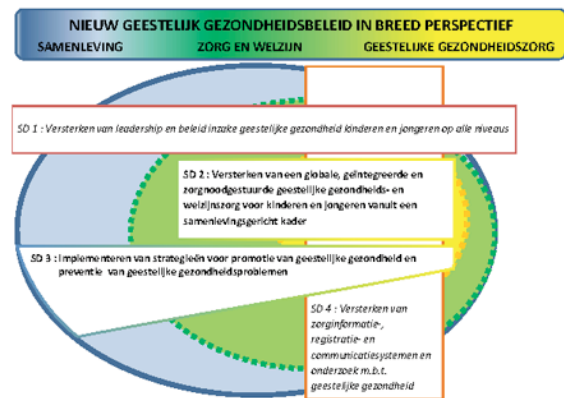 NIEUW GEESTELIJK GEZONDHEIDSBELEID IN BREED PERSPECTIEF
SAMENLEVING ZORG EN WELZIJN GEESTELIJKE GEZONDHEIDSZORG
SD 1 : Versterken van leadership en beleid inzake geestelijke gezondheid kinderen en jongeren op alle niveaus
SD 2 : Versterken van een globale, geïntegreerde en
zorgnoodgestuurde geestelijke gezondheids- en
welzijnszorg voor kinderen en jongeren vanuit een
samenlevingsgericht kader
SD 3 : Implementeren van strategieën voor promotie van geestelijke gezondheid en
preventie van geestelijke gezondheidsproblemen
SD 4 : Versterken van
zorginformatie-,
registratie- en
communicatiesystemen en
onderzoek m.b.t.
geestelijke gezondheid